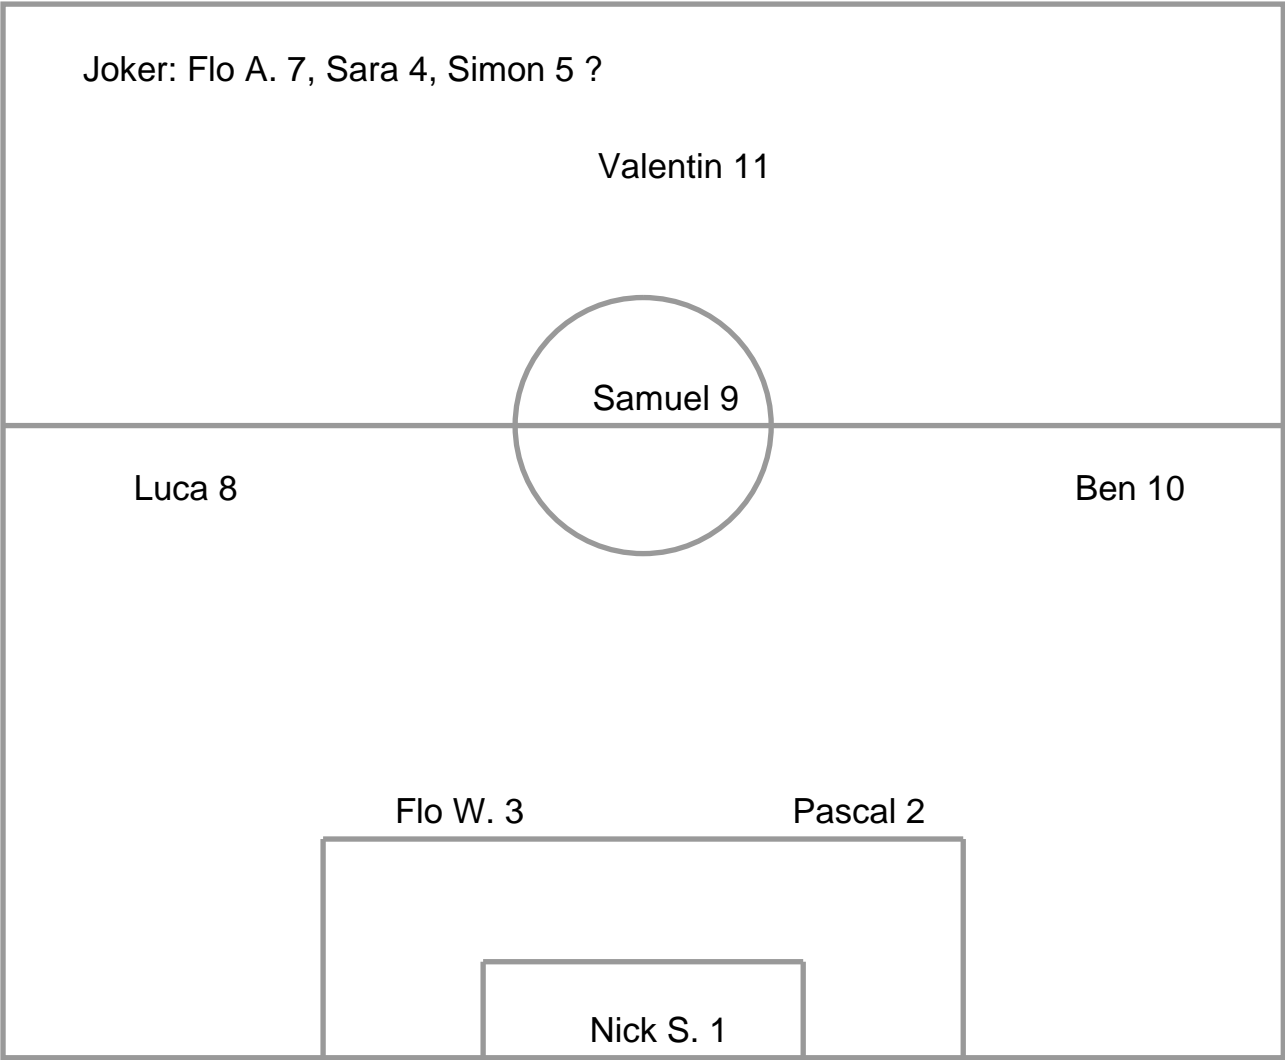 Joker: Flo A. 7, Sara 4, Simon 5 ?
Valentin 11
Samuel 9
Luca 8
Ben 10
Flo W. 3
Pascal 2
Nick S. 1